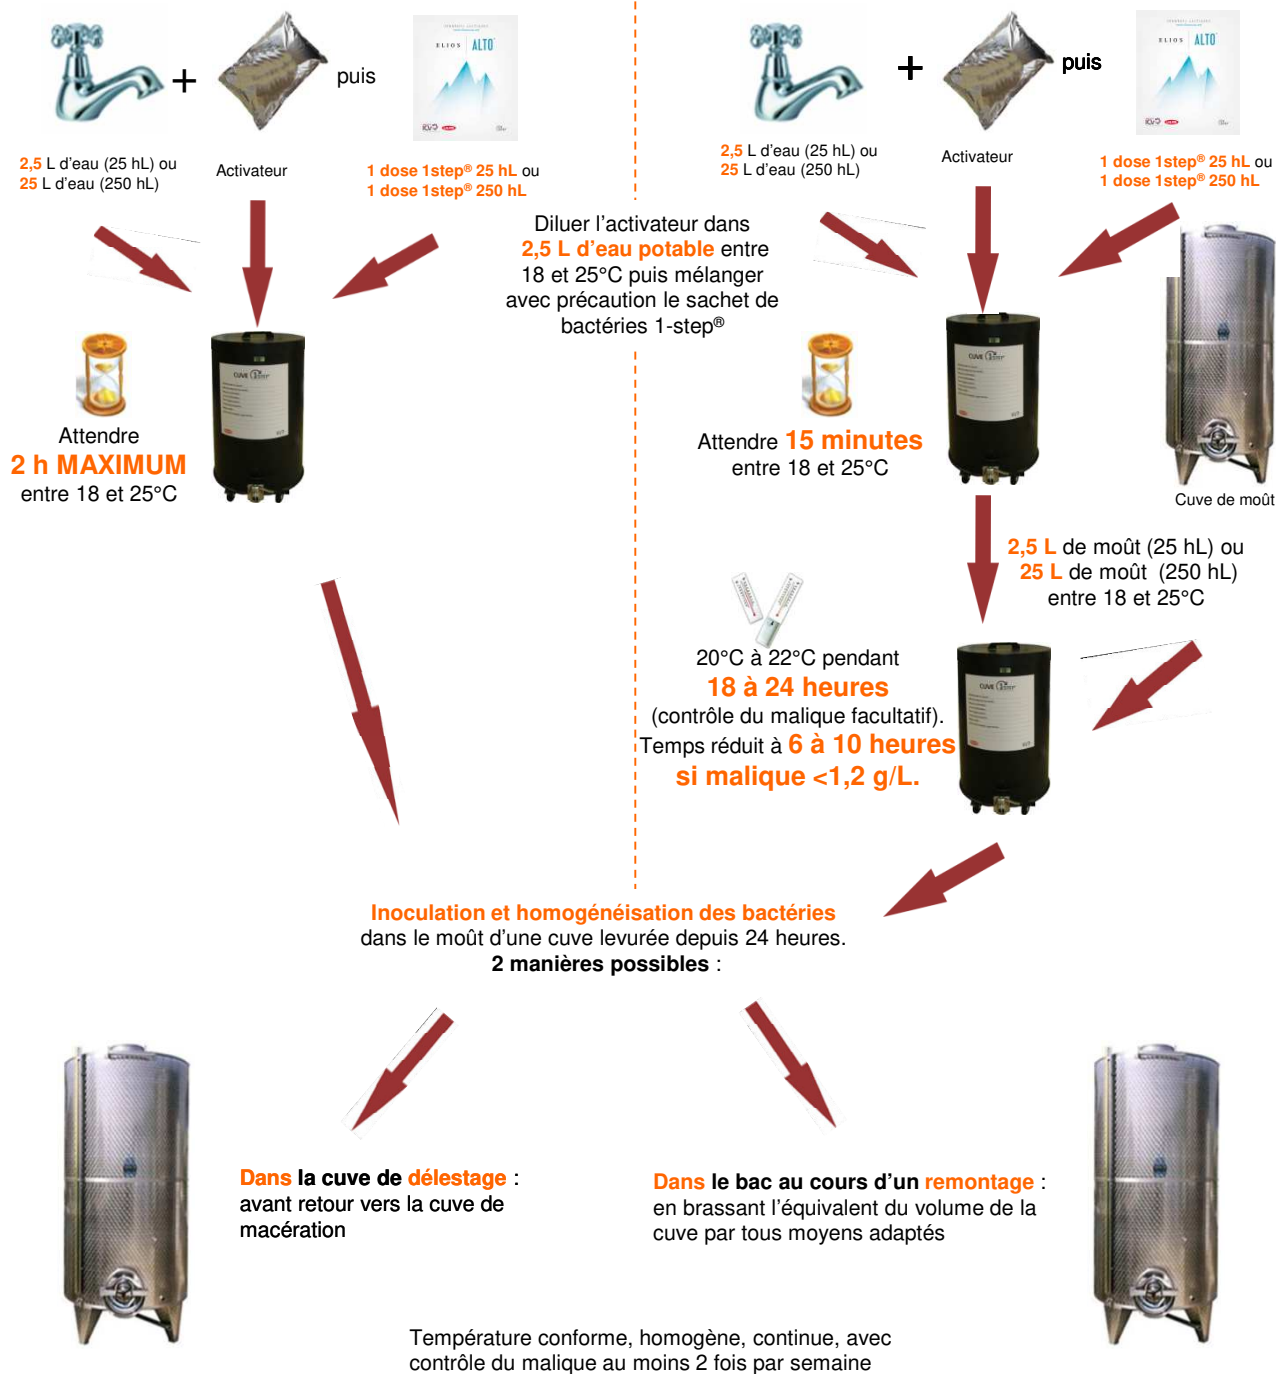 ELIOS ALTO
puis
2,5 L d'eau (25 hL) ou
25 L d'eau (250 hL)
Activateur
1 dose 1step® 25 hL ou
1 dose 1step® 250 hL
ELIOS ALTO
puis
2,5 L d'eau (25 hL) ou
25 L d'eau (250 hL)
Activateur
1 dose 1step® 25 hL ou
1 dose 1step® 250 hL
Diluer l'activateur dans
2,5 L d'eau potable entre
18 et 25°C puis mélanger
avec précaution le sachet de
bactéries 1-step®
CUVE
Attendre
2 h MAXIMUM
entre 18 et 25°C
CUVE
Attendre 15 minutes
entre 18 et 25°C
Cuve de moût
2,5 L de moût (25 hL) ou
25 L de moût (250 hL)
entre 18 et 25°C
20°C à 22°C pendant
18 à 24 heures
(contrôle du malique facultatif).
Temps réduit à 6 à 10 heures
si malique <1,2 g/L.
CUVE
Inoculation et homogénéisation des bactéries
dans le moût d'une cuve levurée depuis 24 heures.
2 manières possibles :
Dans la cuve de délestage :
avant retour vers la cuve de
macération
Dans le bac au cours d'un remontage :
en brassant l'équivalent du volume de la
cuve par tous moyens adaptés
Température conforme, homogène, continue, avec
contrôle du malique au moins 2 fois par semaine